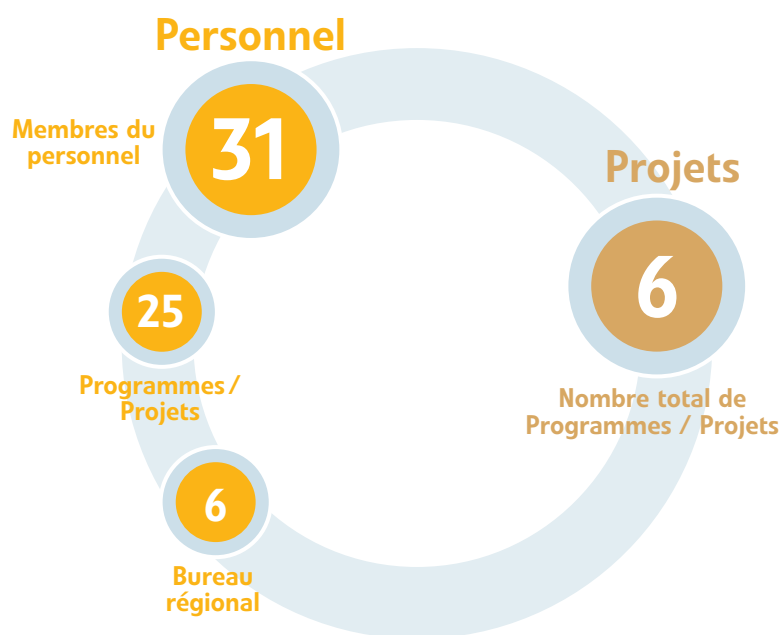 Personnel
Membres du
personnel
31
25
Programmes /
Projets
6
Bureau
régional
Projets
6
Nombre total de
Programmes / Projets